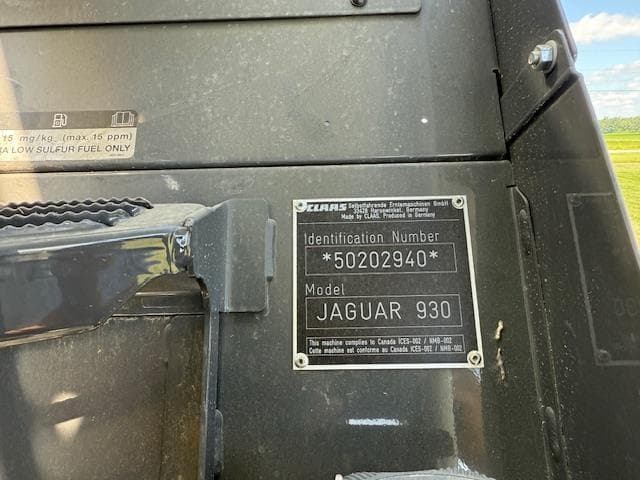 15 mg/kg (max. 15 ppm)
LOW SULFUR FUEL ONLY
CLAAS Selbstfahrende Erntemaschinen GmbH
33428 Harsewinkel, Germany
Made by CLAAS, Produced in Germany
Identification Number
*50202940*
Model
JAGUAR 930
This machine complies to Canada ICES-002 / NMB-002
Cette machine est conforme au Canada ICES-002 / NMB-002